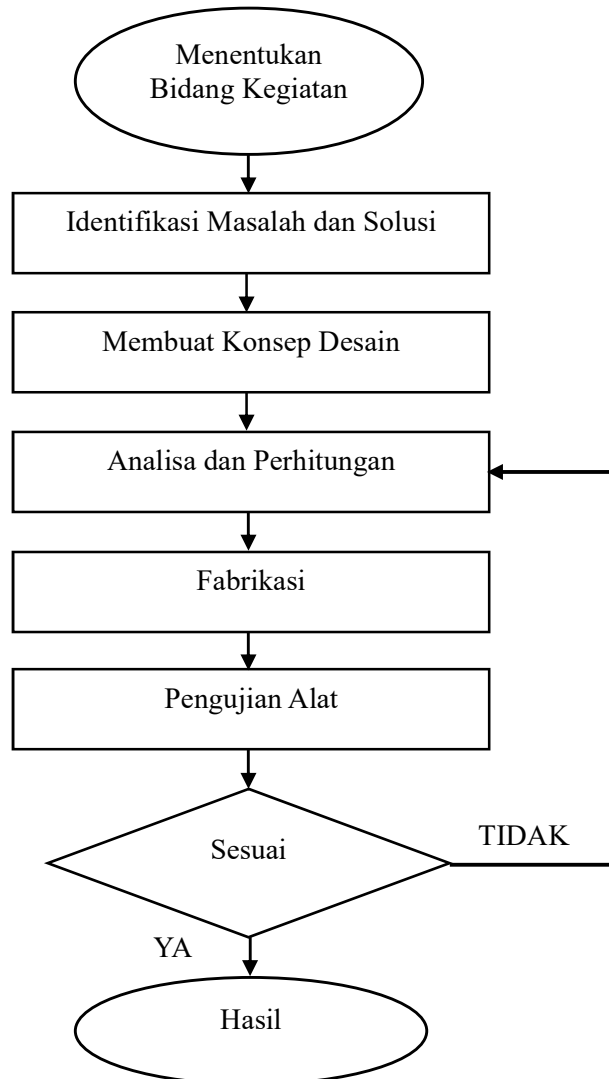 Menentukan
Bidang Kegiatan
Identifikasi Masalah dan Solusi
Membuat Konsep Desain
Analisa dan Perhitungan
Fabrikasi
Pengujian Alat
Sesuai
TIDAK
YA
Hasil